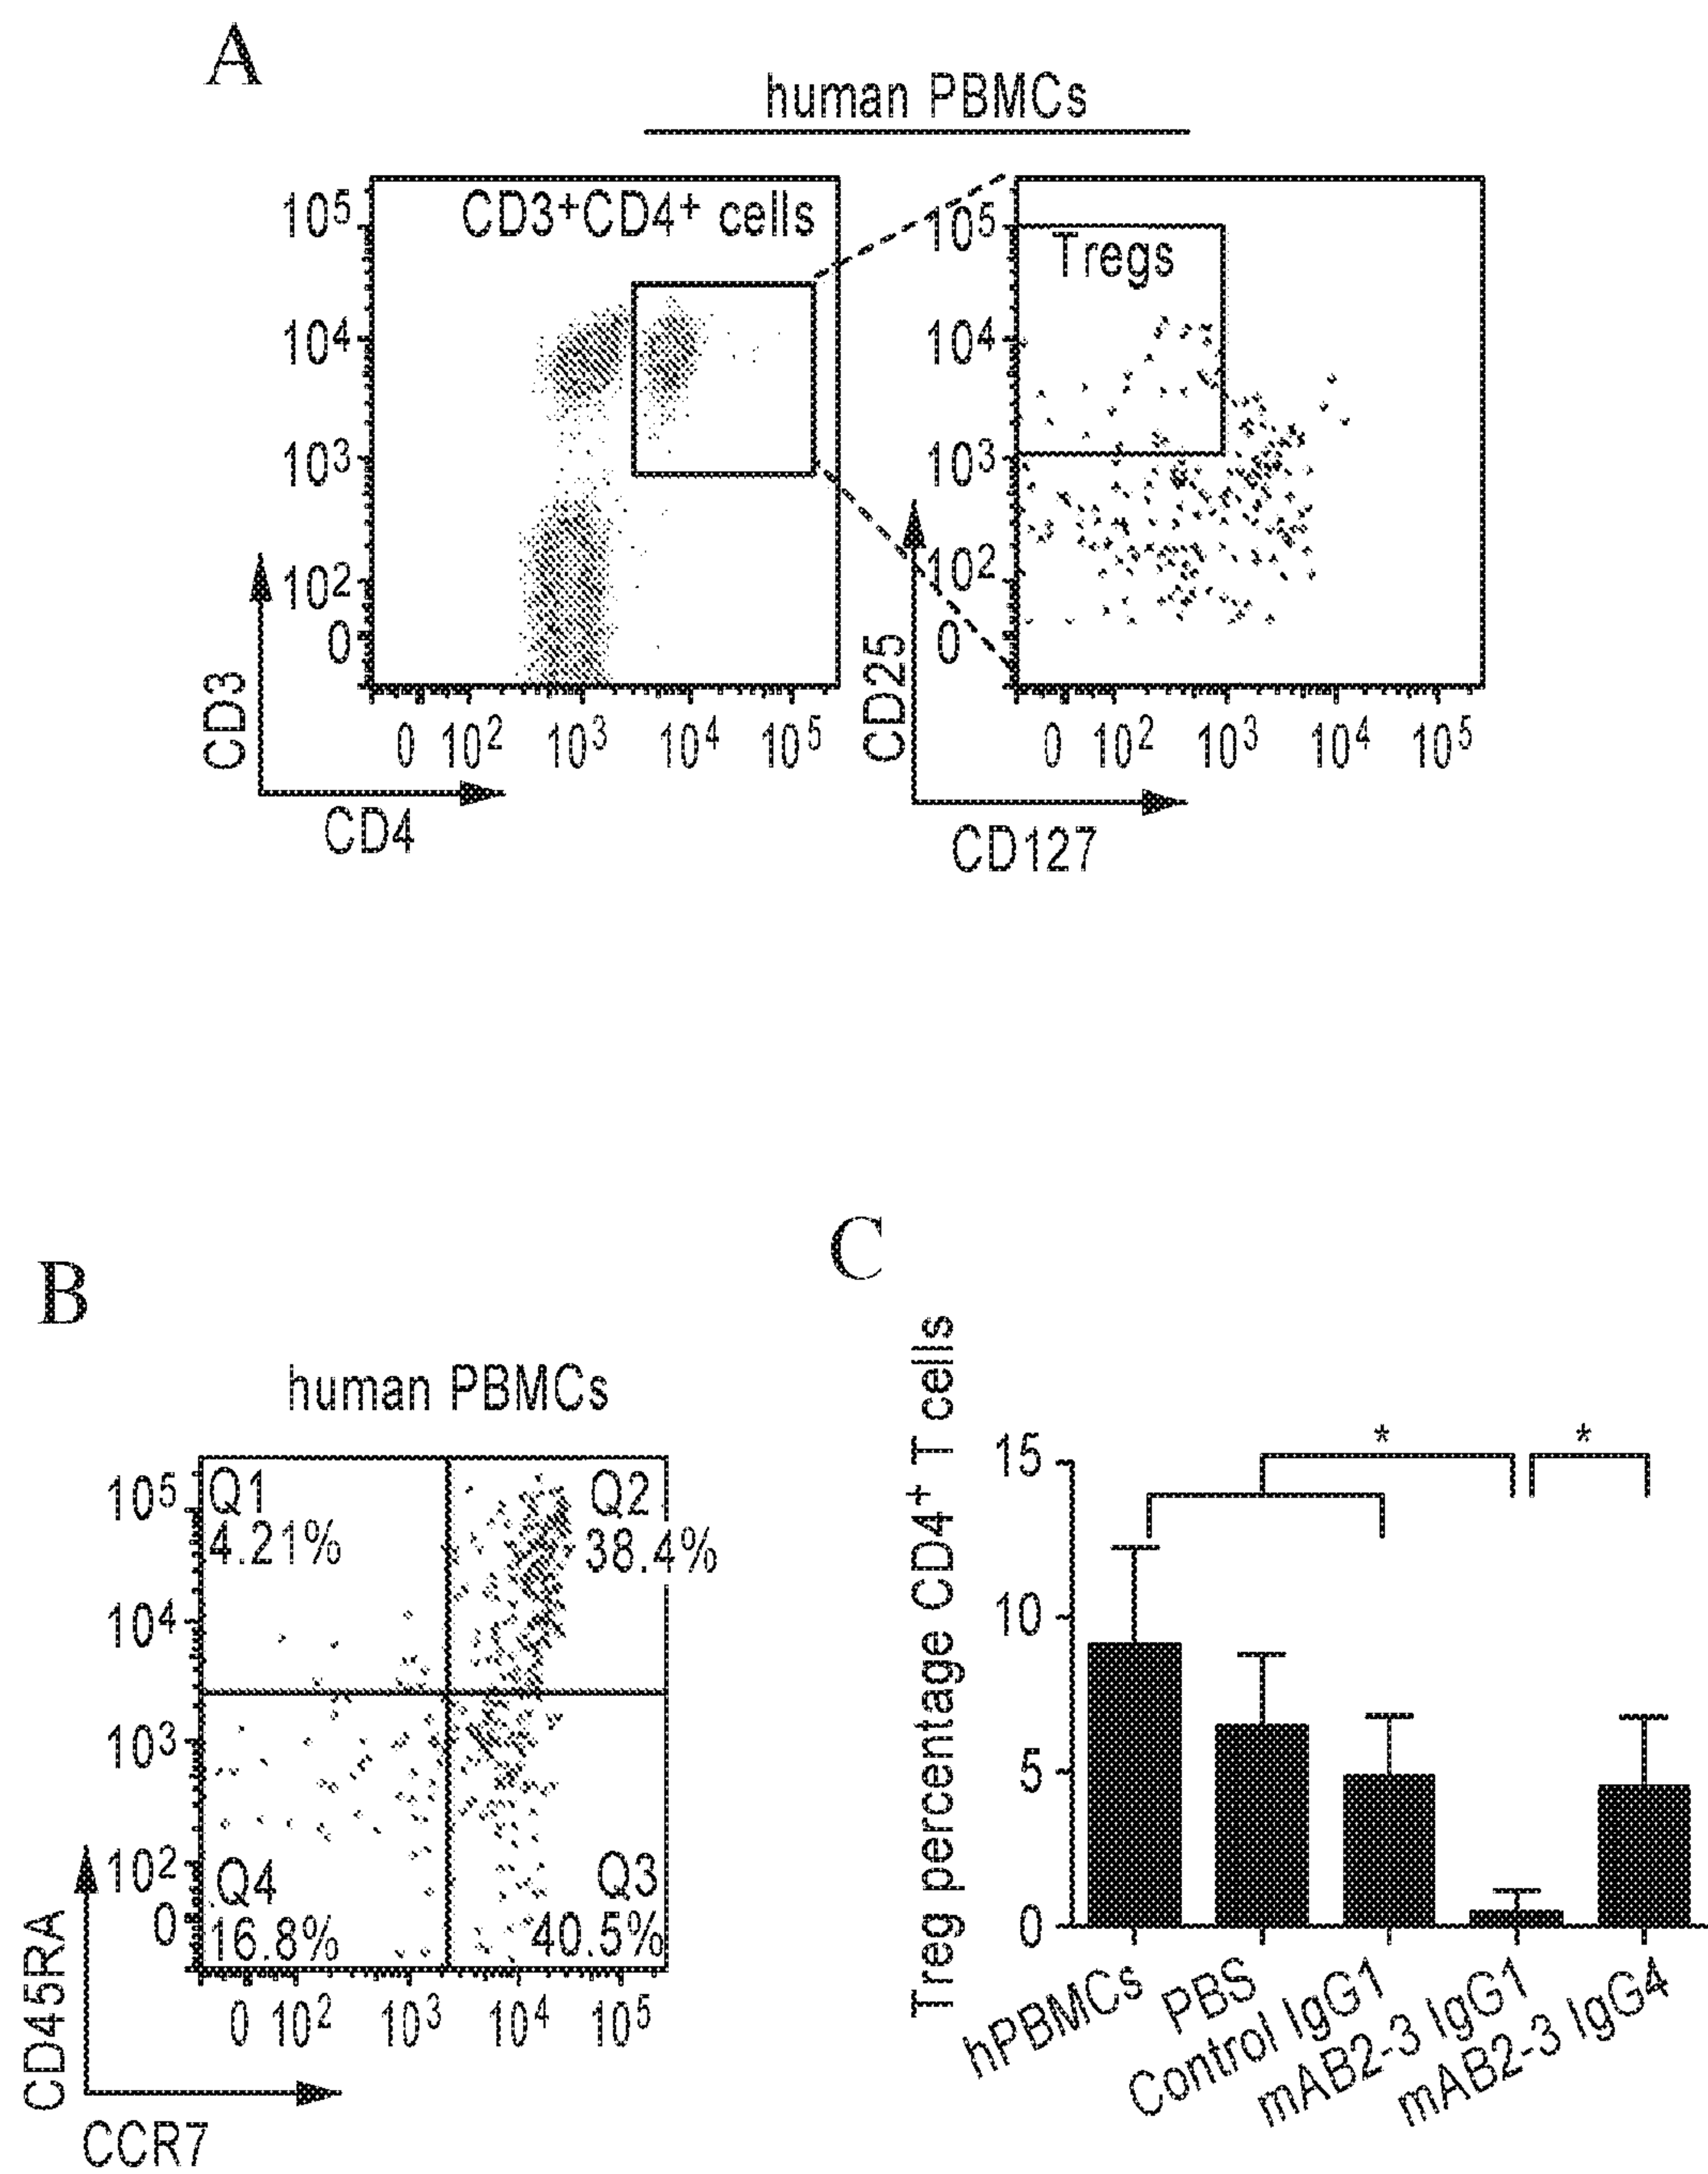 A
human PBMCs
CD3⁺CD4⁺ cells
10⁵
10⁴
10³
10²
0
CD3
0 10² 10³ 10⁴ 10⁵
CD4
Tregs
10⁵
10⁴
10³
10²
0
CD25
0 10² 10³ 10⁴ 10⁵
CD127
B
human PBMCs
10⁵
10⁴
10³
10²
0
Q1
4.21%
Q2
38.4%
Q4
16.8%
Q3
40.5%
CD45RA
0 10² 10³ 10⁴ 10⁵
CCR7
C
Treg percentage CD4⁺ T cells
15
10
5
0
* *
hPBMCs
PBS
Control IgG1
mAB2-3 IgG1
mAB2-3 IgG4